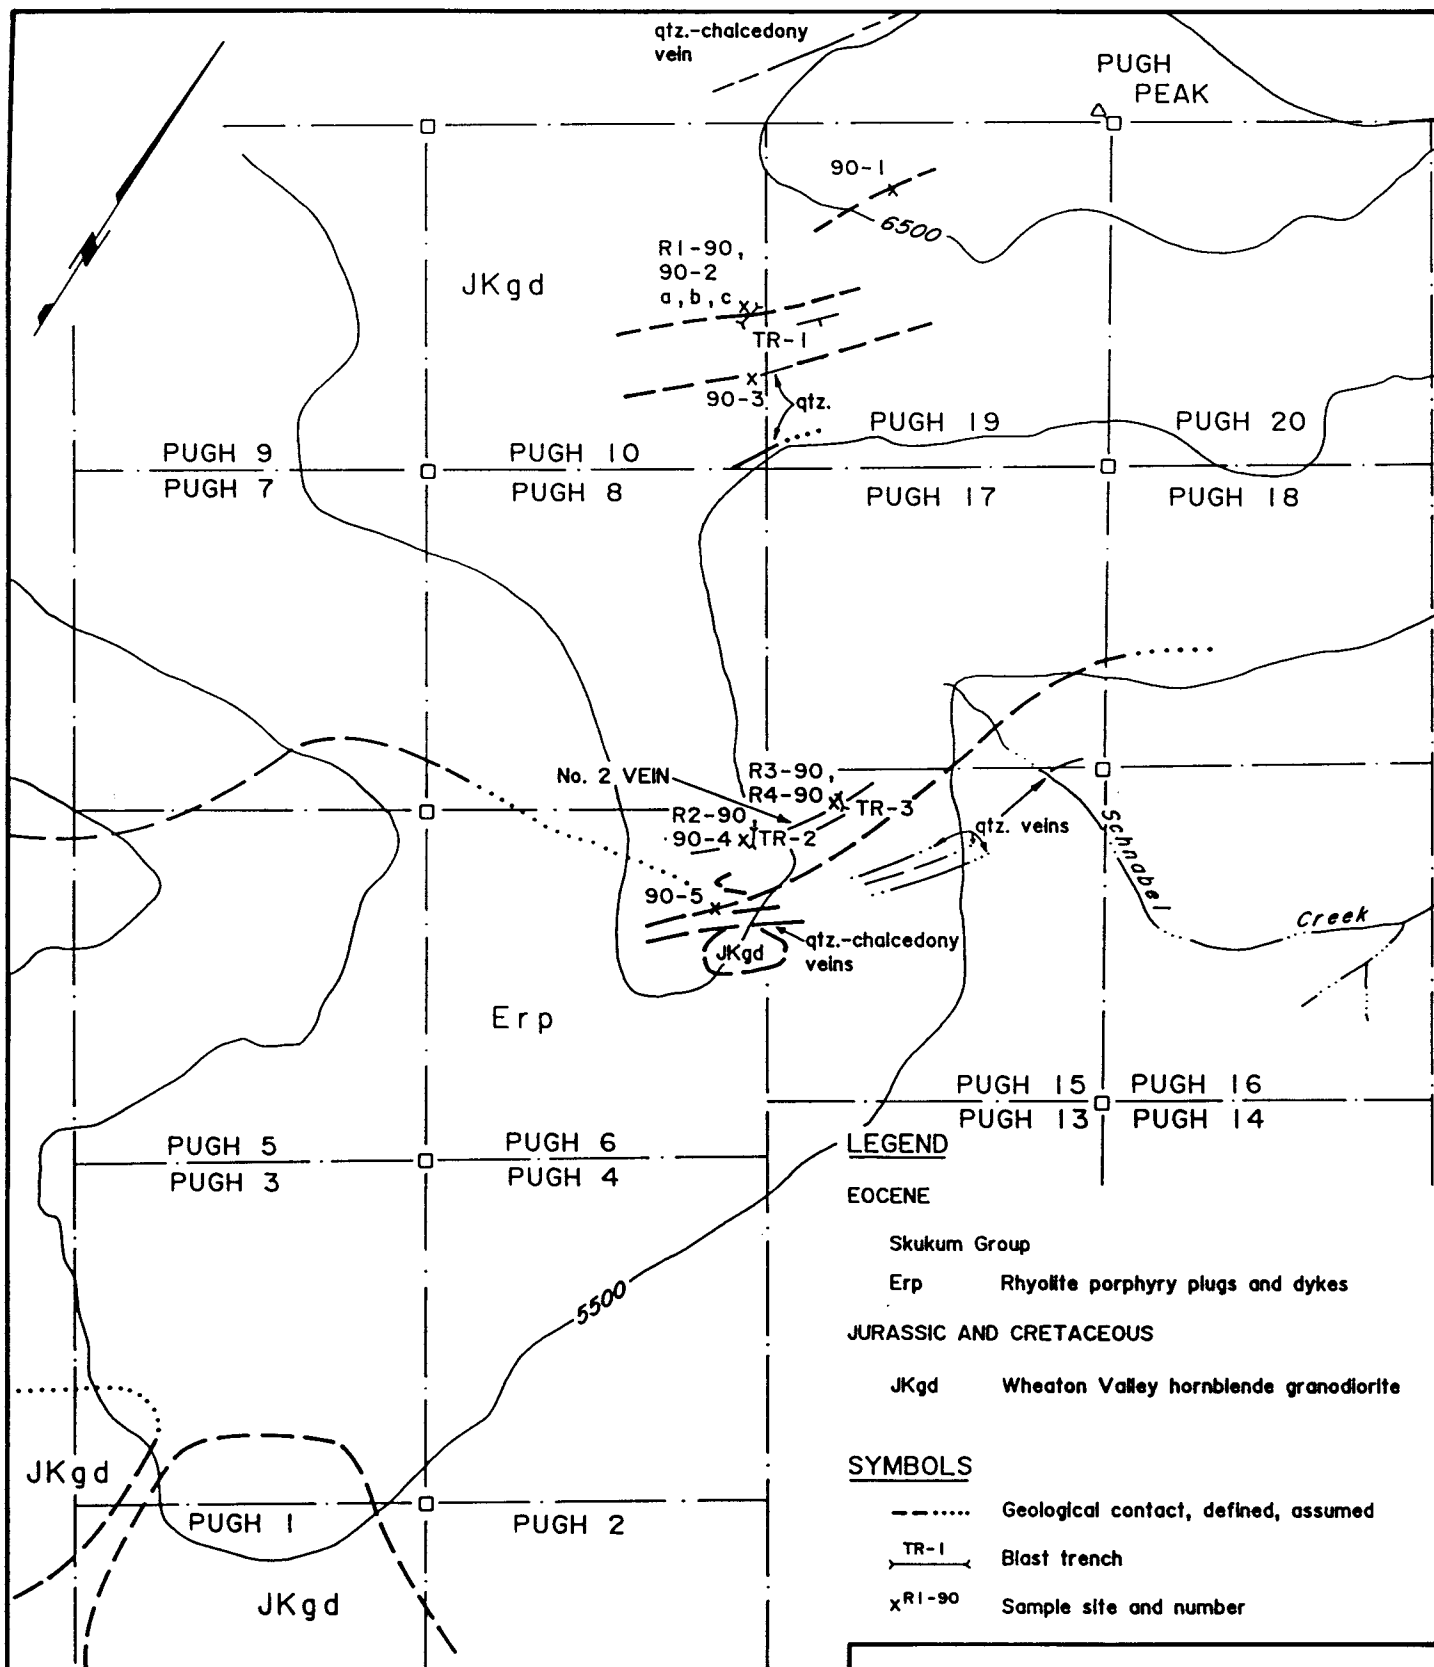 qtz.-chalcedony
vein
PUGH
PEAK
90-1
6500
R1-90,
90-2
a, b, c
JKgd
TR-1
90-3
qtz.
PUGH 9
PUGH 10
PUGH 19
PUGH 20
PUGH 7
PUGH 8
PUGH 17
PUGH 18
No. 2 VEIN
R3-90,
R4-90
TR-3
R2-90,
90-4
TR-2
qtz. veins
Schnabel
Creek
90-5
qtz.-chalcedony
veins
JKgd
Erp
PUGH 15
PUGH 16
PUGH 13
PUGH 14
PUGH 5
PUGH 6
PUGH 3
PUGH 4
5500
JKgd
PUGH 1
PUGH 2
JKgd
LEGEND
EOCENE
Skukum Group
Erp Rhyolite porphyry plugs and dykes
JURASSIC AND CRETACEOUS
JKgd Wheaton Valley hornblende granodiorite
SYMBOLS
Geological contact, defined, assumed
TR-1 Blast trench
x R1-90 Sample site and number